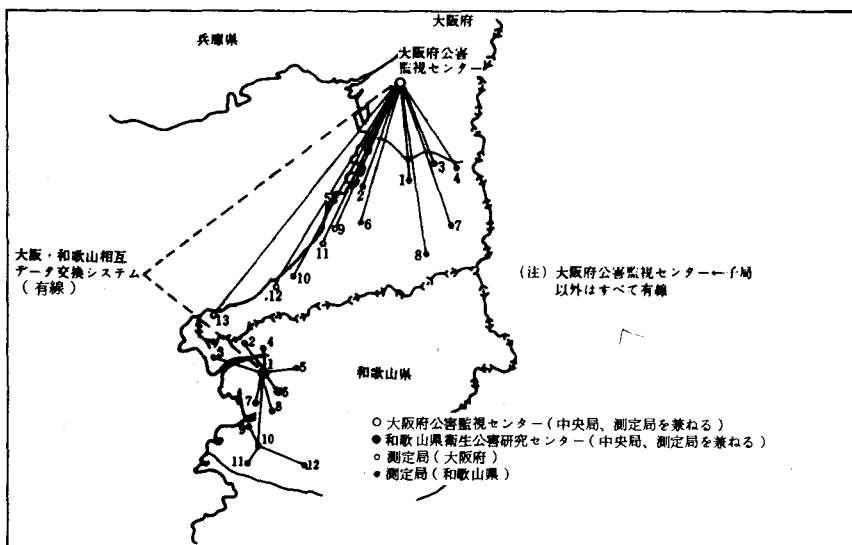 大阪府
兵庫県
大阪府公害
監視センター
1
3
4
2
5
9
6
7
11
8
10
12
13
大阪・和歌山相互
データ交換システム
(有線)
(注) 大阪府公害監視センター←子局
以外はすべて有線
2
4
3
1
5
6
7
8
9
10
11
12
和歌山県
○ 大阪府公害監視センター(中央局、測定局を兼ねる)
● 和歌山県衛生公害研究センター(中央局、測定局を兼ねる)
○ 測定局(大阪府)
● 測定局(和歌山県)